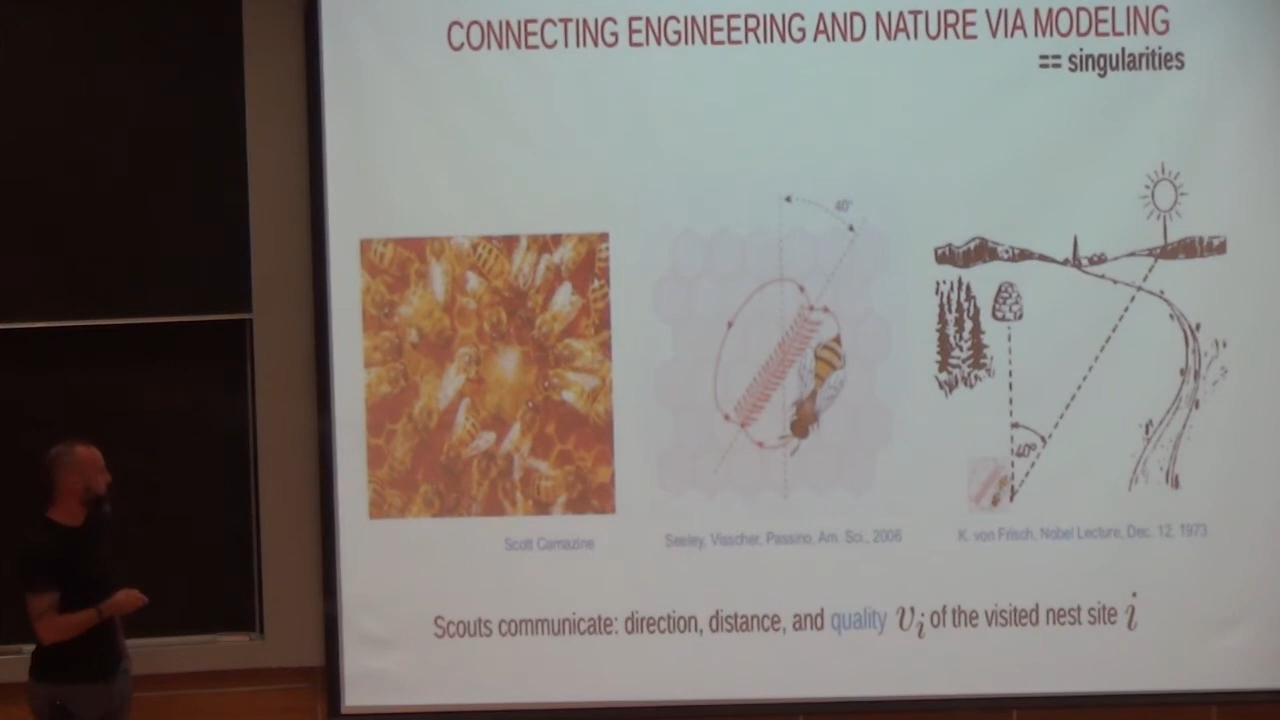 CONNECTING ENGINEERING AND NATURE VIA MODELING
== singularities
40°
40°
Scott Camazine
Seeley, Visscher, Passino, Am. Sci., 2006
K. von Frisch, Nobel Lecture, Dec. 12, 1973
Scouts communicate: direction, distance, and quality v_i of the visited nest site i